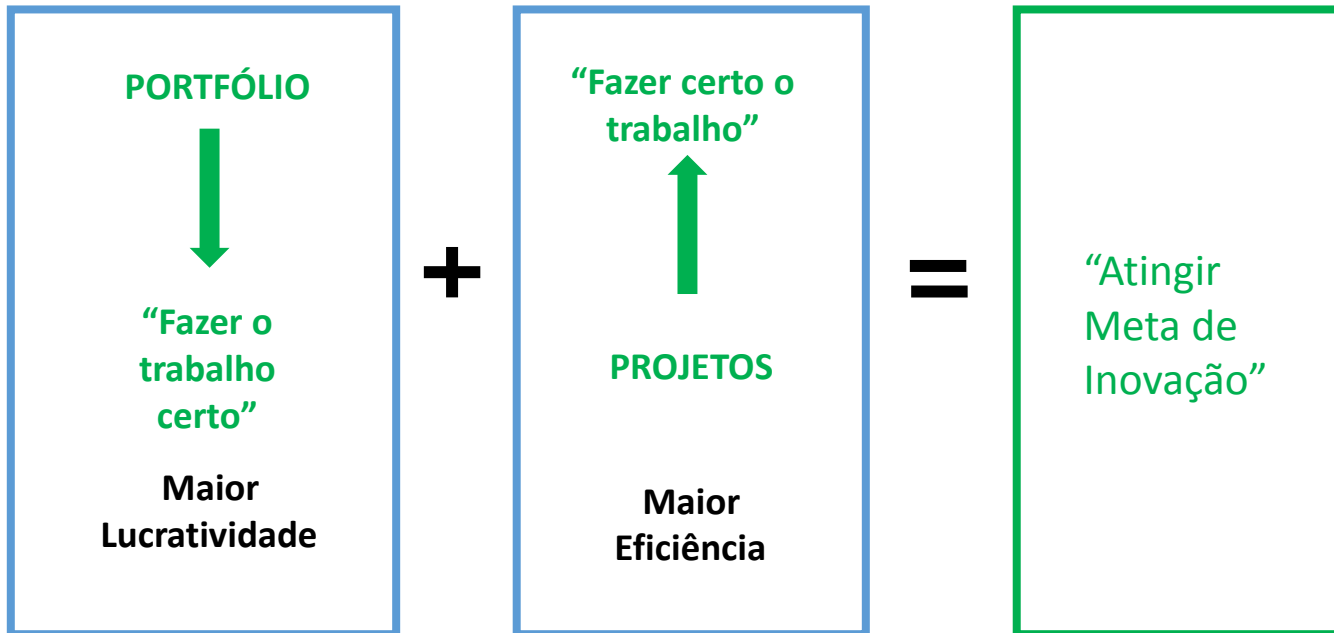 PORTFÓLIO
“Fazer o
trabalho
certo”
Maior
Lucratividade
+
“Fazer certo o
trabalho”
PROJETOS
Maior
Eficiência
=
“Atingir
Meta de
Inovação”